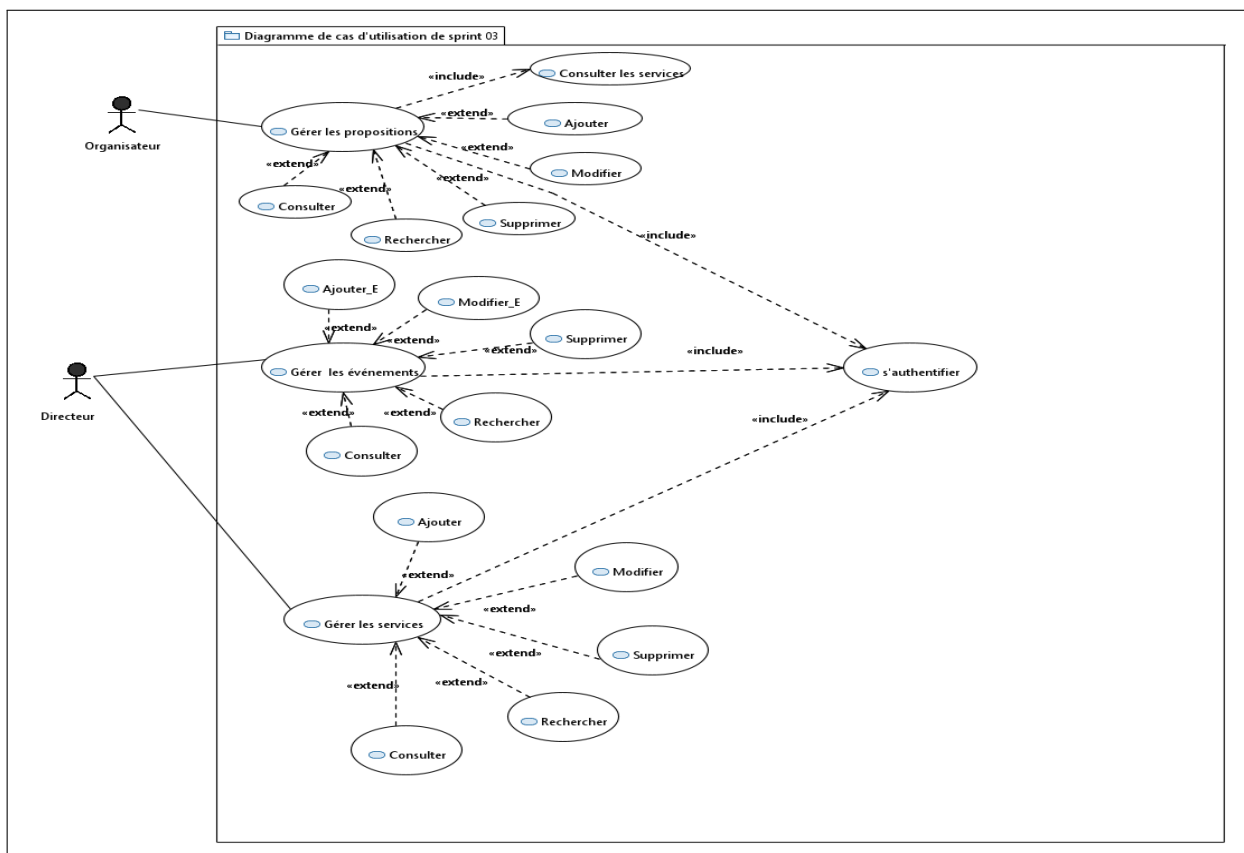 Diagramme de cas d'utilisation de sprint 03
«include»
Consulter les services
«extend»
Ajouter
Organisateur
Gérer les propositions
«extend»
Modifier
«extend»
«extend»
«extend»
Consulter
Supprimer
Rechercher
«include»
Ajouter_E
Modifier_E
«extend»
«extend»
Supprimer
«extend»
Gérer les événements
«include»
s'authentifier
Directeur
«extend»
«extend»
Rechercher
Consulter
«include»
Ajouter
«extend»
Modifier
«extend»
Gérer les services
«extend»
Supprimer
«extend»
«extend»
Rechercher
Consulter